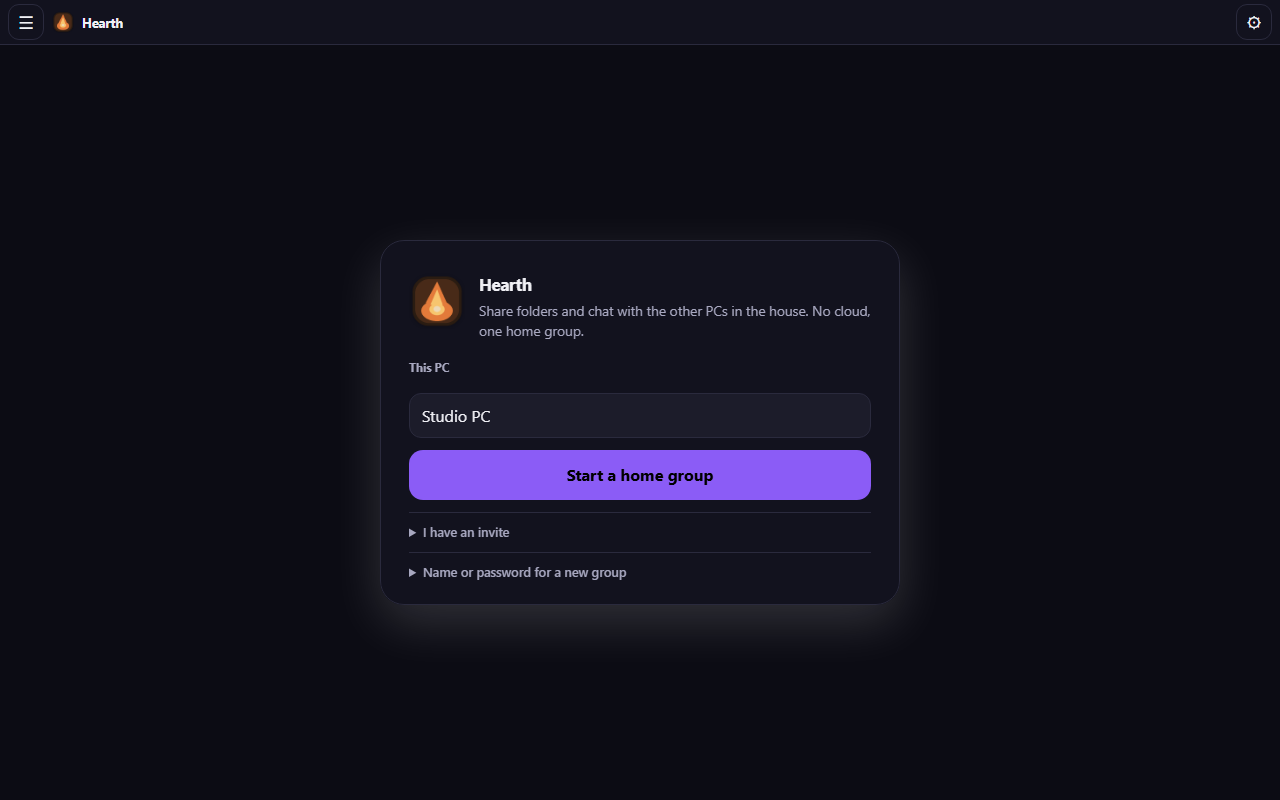 Hearth
Hearth
Share folders and chat with the other PCs in the house. No cloud,
one home group.
This PC
Studio PC
Start a home group
I have an invite
Name or password for a new group